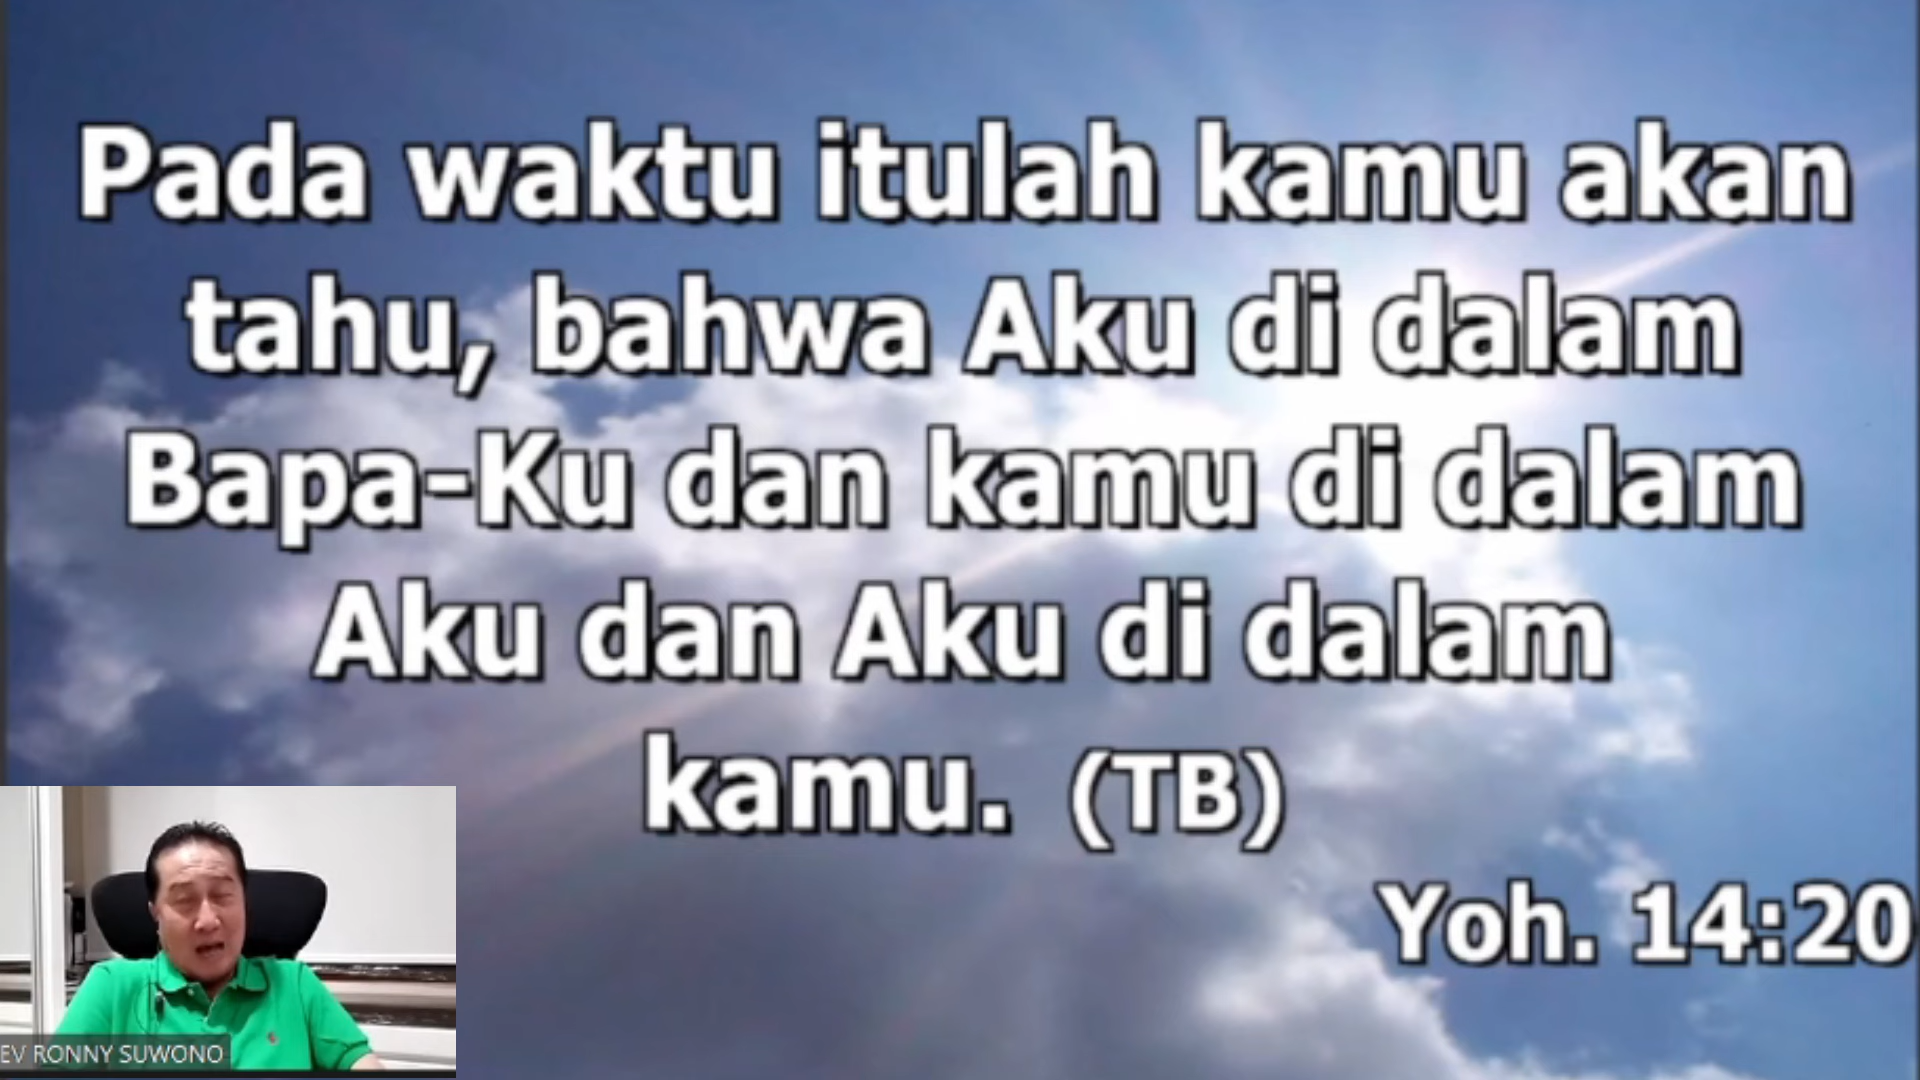 Pada waktu itulah kamu akan
tahu, bahwa Aku di dalam
Bapa-Ku dan kamu di dalam
Aku dan Aku di dalam
kamu. (TB)
Yoh. 14:20
EV RONNY SUWONO